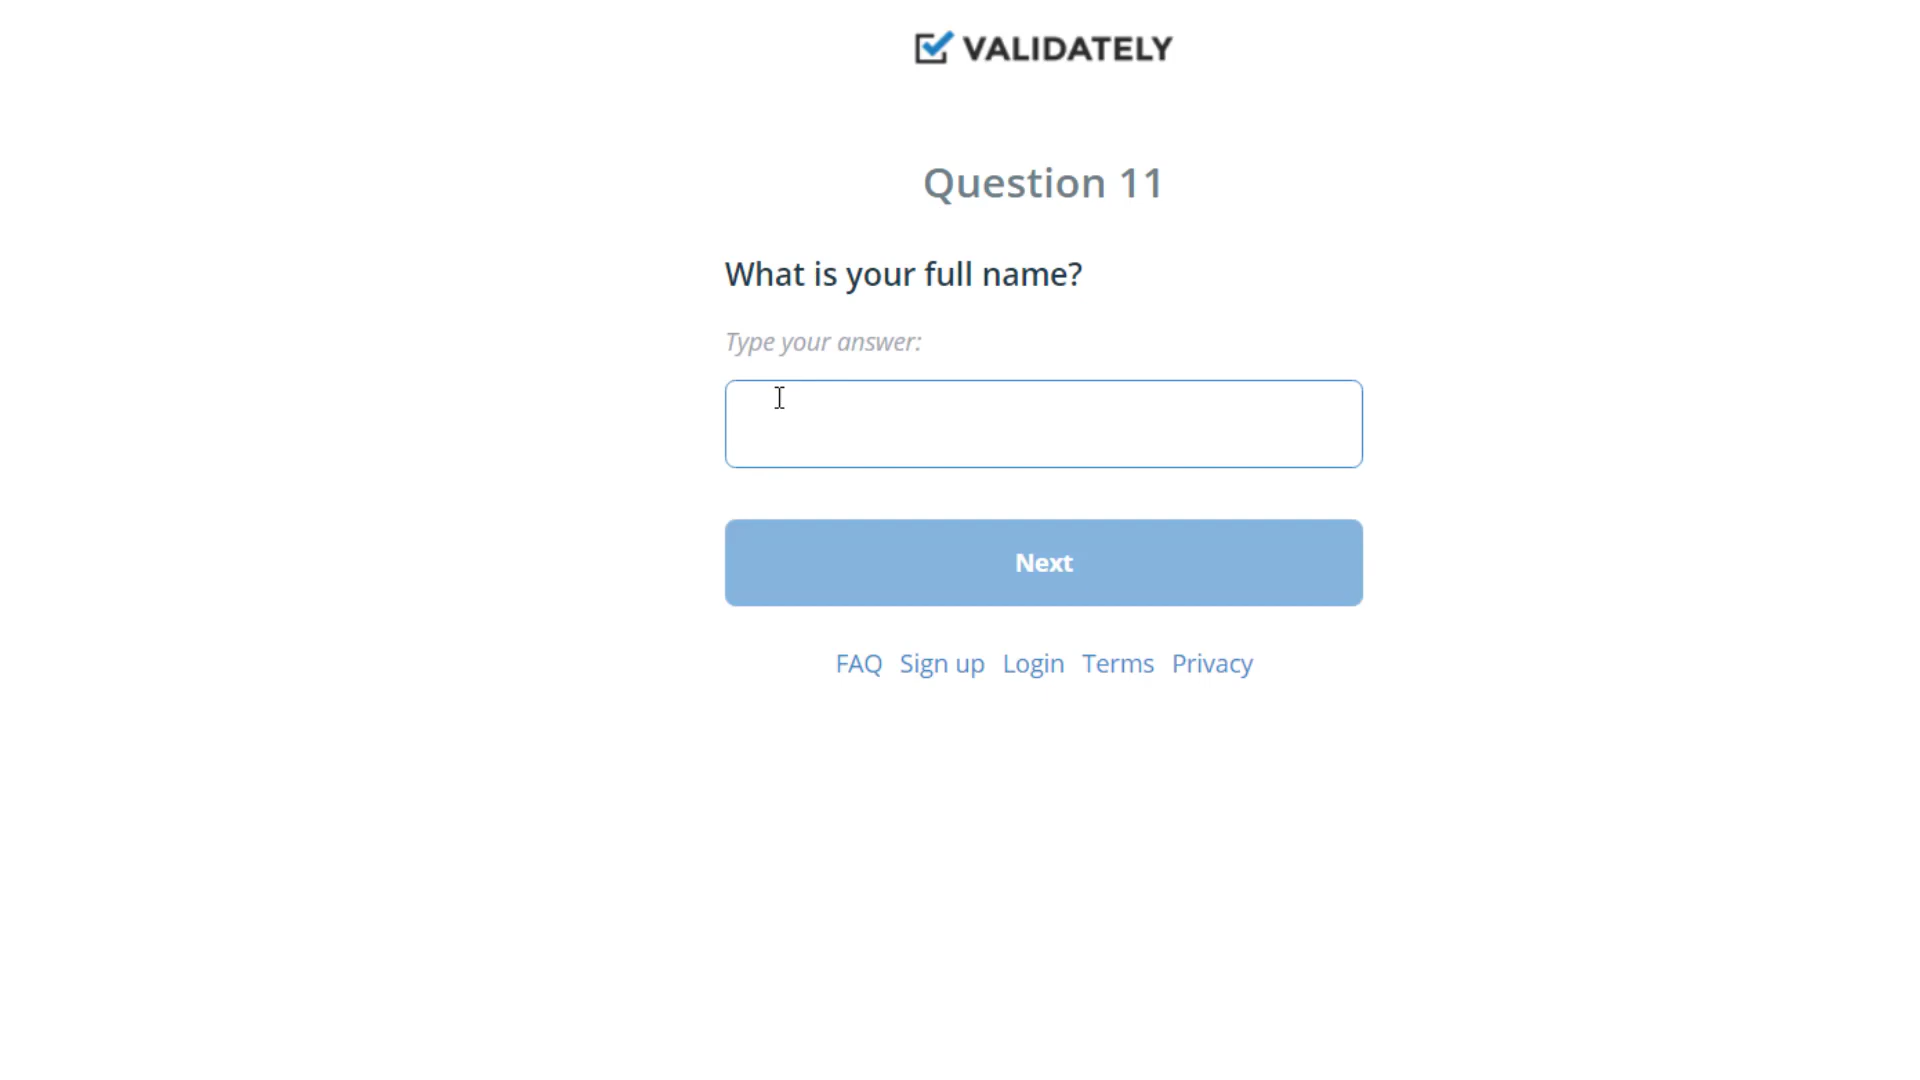 VALIDATELY
Question 11
What is your full name?
Type your answer:
Next
FAQ Sign up Login Terms Privacy